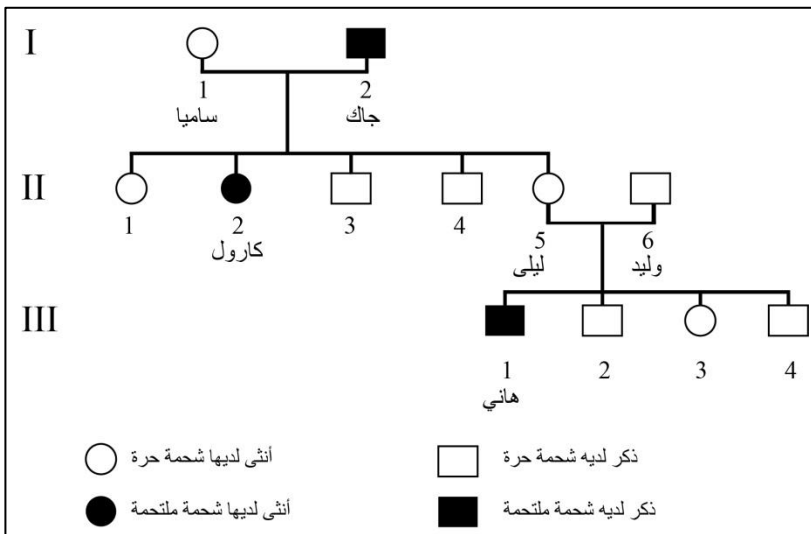 I
1 2
ساميا جاك
II
1 2 3 4 5 6
كارول ليلى وليد
III
1 2 3 4
هاني
أنثى لديها شحمة حرة ذكر لديه شحمة حرة
أنثى لديها شحمة ملتحمة ذكر لديه شحمة ملتحمة